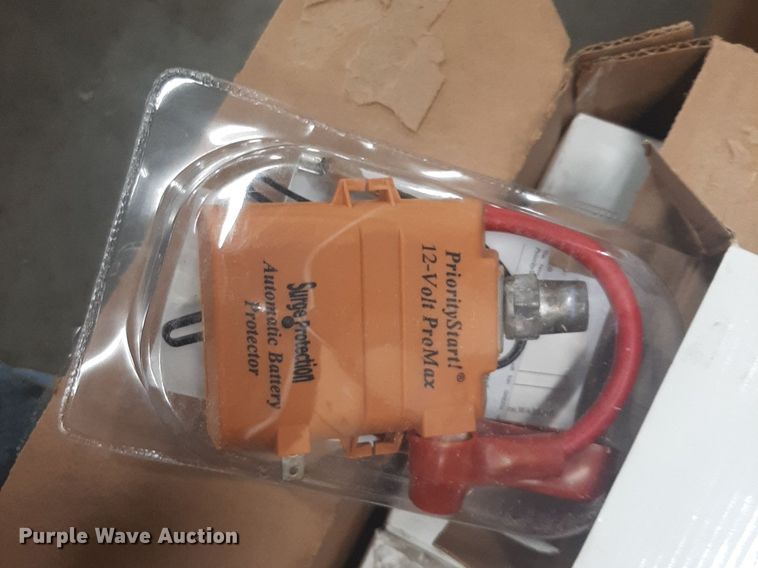 PriorityStart!®
12-Volt ProMax
Surge Protection
Automatic Battery
Protector
Purple Wave Auction